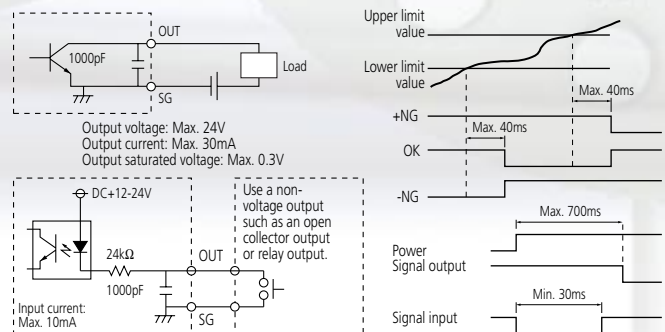 OUT
1000pF
Load
SG
Output voltage: Max. 24V
Output current: Max. 30mA
Output saturated voltage: Max. 0.3V
DC+12-24V
Use a non-
voltage output
such as an open
collector output
or relay output.
24kΩ
OUT
1000pF
Input current:
Max. 10mA
SG
Upper limit
value
Lower limit
value
Max. 40ms
+NG
Max. 40ms
OK
-NG
Max. 700ms
Power
Signal output
Min. 30ms
Signal input